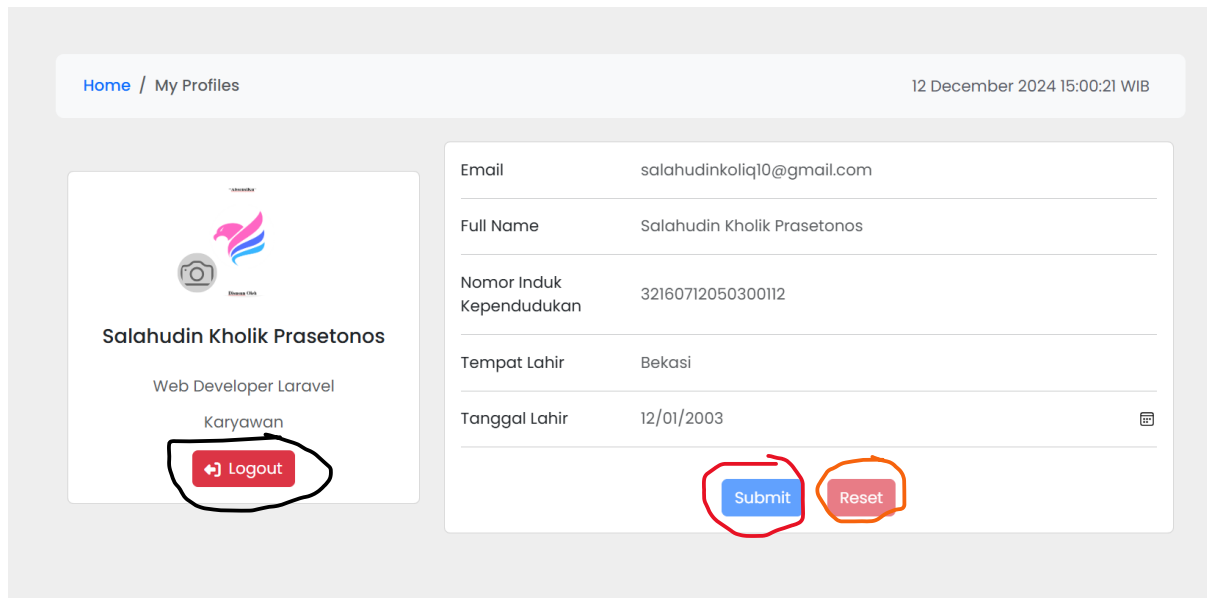 Home / My Profiles
12 December 2024 15:00:21 WIB
Salahudin Kholik Prasetonos
Web Developer Laravel
Karyawan
Logout
Email salahudinkoliq10@gmail.com
Full Name Salahudin Kholik Prasetonos
Nomor Induk
Kependudukan
32160712050300112
Tempat Lahir Bekasi
Tanggal Lahir 12/01/2003
Submit Reset